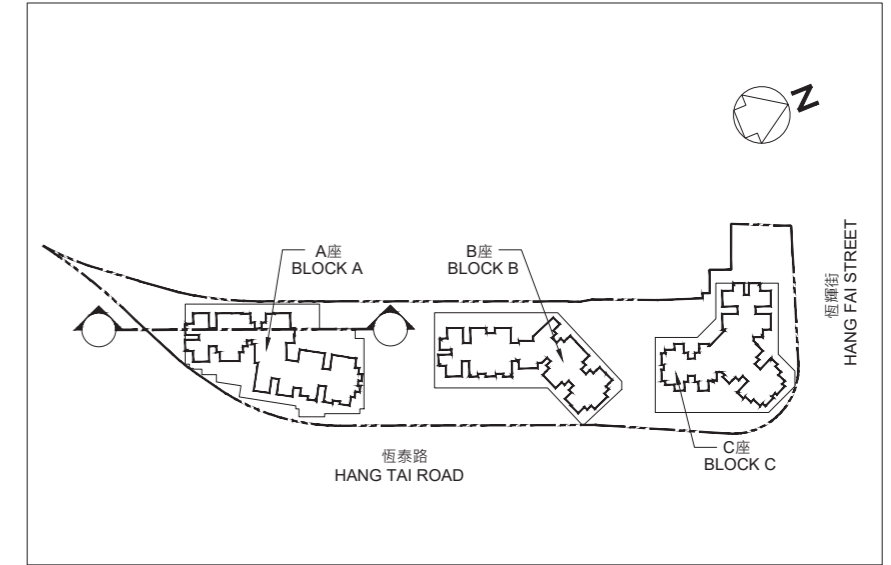 N
A座
BLOCK A
B座
BLOCK B
恆輝街
HANG FAI STREET
C座
BLOCK C
恆泰路
HANG TAI ROAD